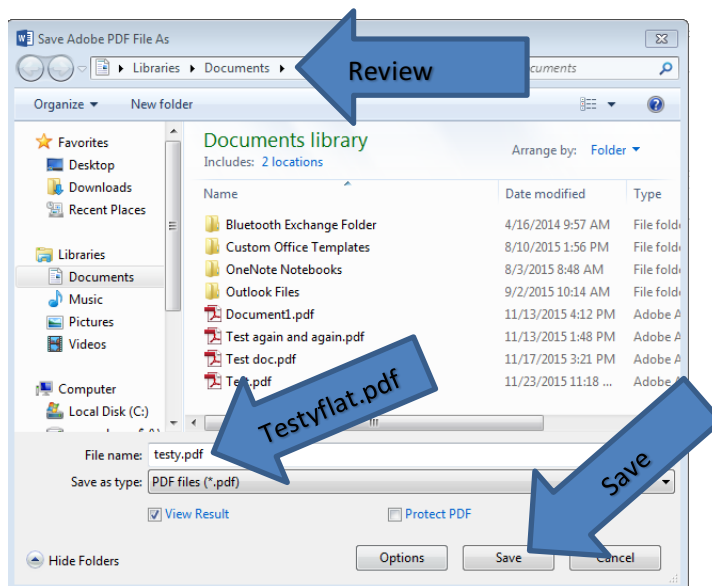 Save Adobe PDF File As
Libraries Documents Review
Organize New folder
Favorites
Desktop
Downloads
Recent Places
Libraries
Documents
Music
Pictures
Videos
Computer
Local Disk (C:)
Documents library
Includes: 2 locations
Arrange by: Folder
Name Date modified Type
Bluetooth Exchange Folder 4/16/2014 9:57 AM File fold
Custom Office Templates 8/10/2015 1:56 PM File fold
OneNote Notebooks 8/3/2015 8:48 AM File fold
Outlook Files 9/2/2015 10:14 AM File fold
Document1.pdf 11/13/2015 4:12 PM Adobe A
Test again and again.pdf 11/13/2015 1:48 PM Adobe A
Test doc.pdf 11/17/2015 3:21 PM Adobe A
11/23/2015 11:18 ... Adobe
Testyflat.pdf
File name: testy.pdf
Save as type: PDF files (*.pdf)
Save
View Result Protect PDF
Hide Folders Options Save Cancel